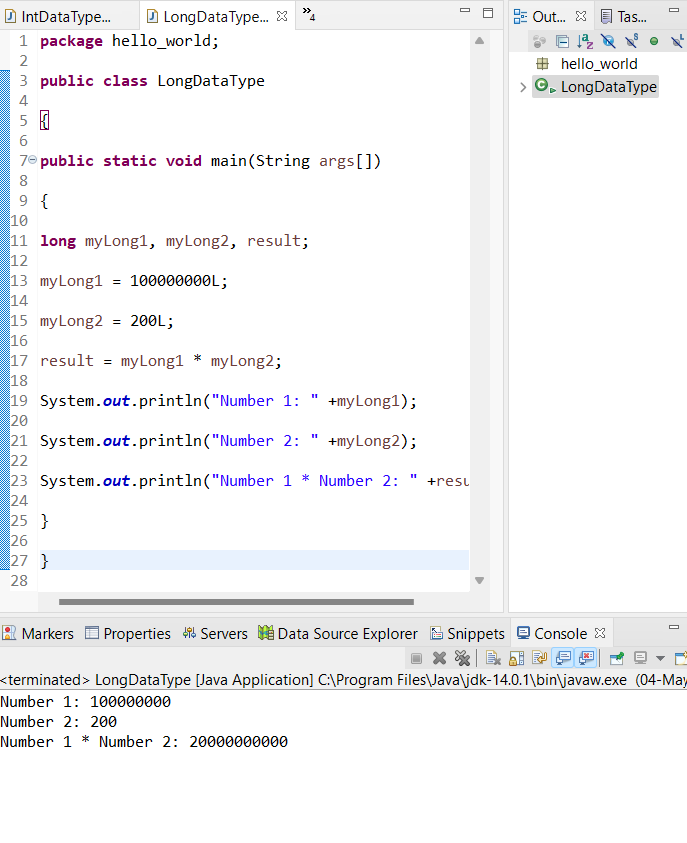 IntDataType...
LongDataType...
»4
Out...
Tas...
1 package hello_world;
2
3 public class LongDataType
4
5 {
6
7 public static void main(String args[])
8
9 {
10
11 long myLong1, myLong2, result;
12
13 myLong1 = 100000000L;
14
15 myLong2 = 200L;
16
17 result = myLong1 * myLong2;
18
19 System.out.println("Number 1: " +myLong1);
20
21 System.out.println("Number 2: " +myLong2);
22
23 System.out.println("Number 1 * Number 2: " +resu
24
25 }
26
27 }
28
hello_world
LongDataType
Markers Properties Servers Data Source Explorer Snippets Console
<terminated> LongDataType [Java Application] C:\Program Files\Java\jdk-14.0.1\bin\javaw.exe (04-May
Number 1: 100000000
Number 2: 200
Number 1 * Number 2: 20000000000